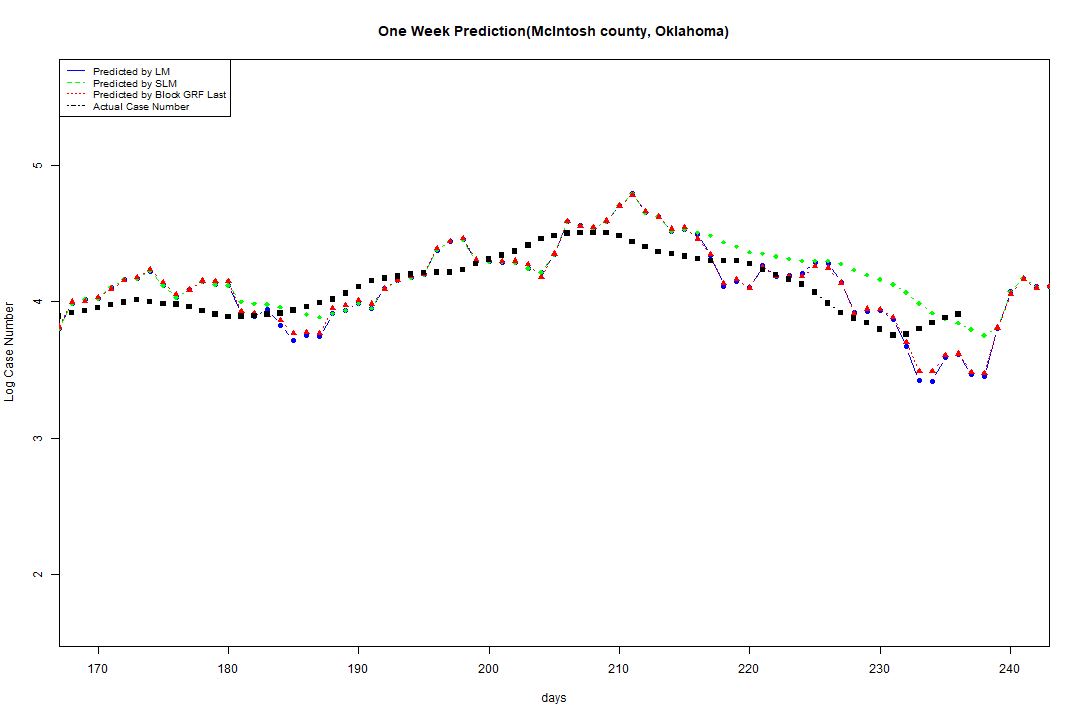 One Week Prediction(McIntosh county, Oklahoma)
Predicted by LM
Predicted by SLM
Predicted by Block GRF Last
Actual Case Number
5
4
3
2
Log Case Number
170 180 190 200 210 220 230 240
days